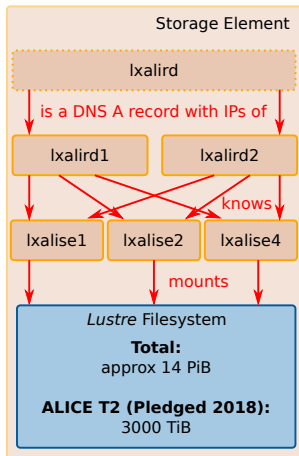 Storage Element
lxalird
is a DNS A record with IPs of
lxalird1
lxalird2
knows
lxalise1
lxalise2
lxalise4
mounts
Lustre Filesystem
Total:
approx 14 PiB
ALICE T2 (Pledged 2018):
3000 TiB